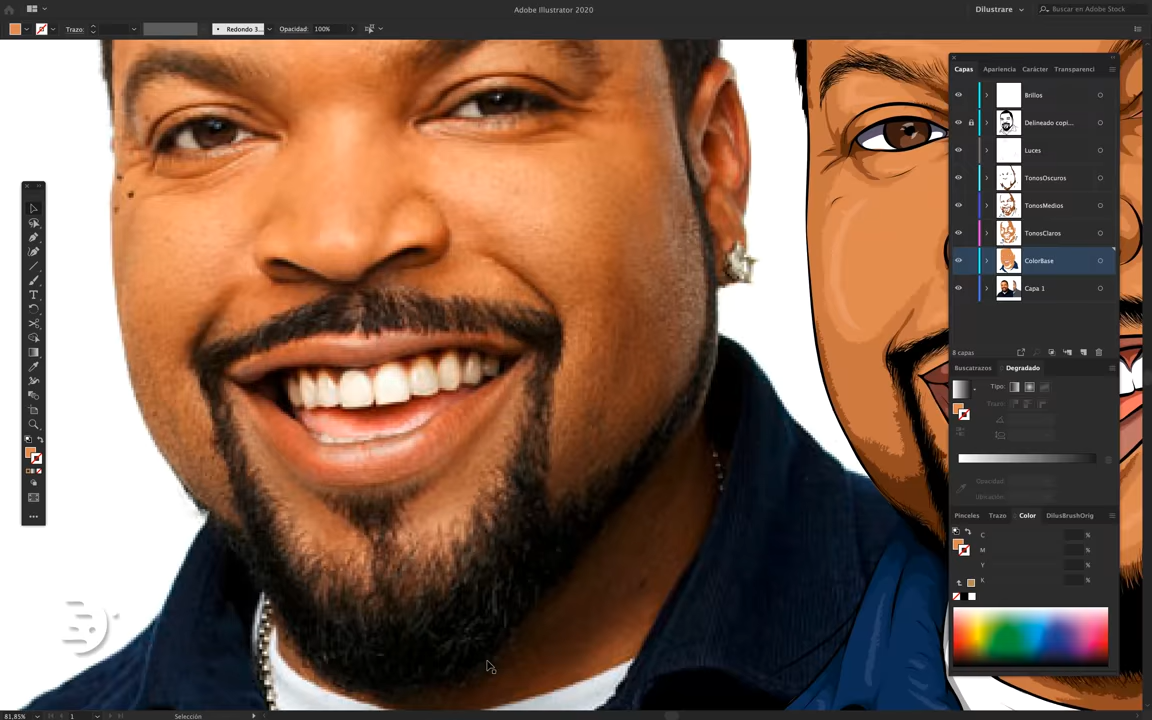 Adobe Illustrator 2020
Dilustrare
Buscar en Adobe Stock
Trazo:
Redondo 3...
Opacidad:
100%
Capas
Apariencia
Carácter
Transparenci
Brillos
Delineado copi...
Luces
TonosOscuros
TonosMedios
TonosClaros
ColorBase
Capa 1
8 capas
Buscatrazos
Degradado
Tipo:
Trazo:
Opacidad:
Ubicación:
Pinceles
Trazo
Color
DilusBrushOrig
C %
M %
Y %
K %
81,85%
1
Selección